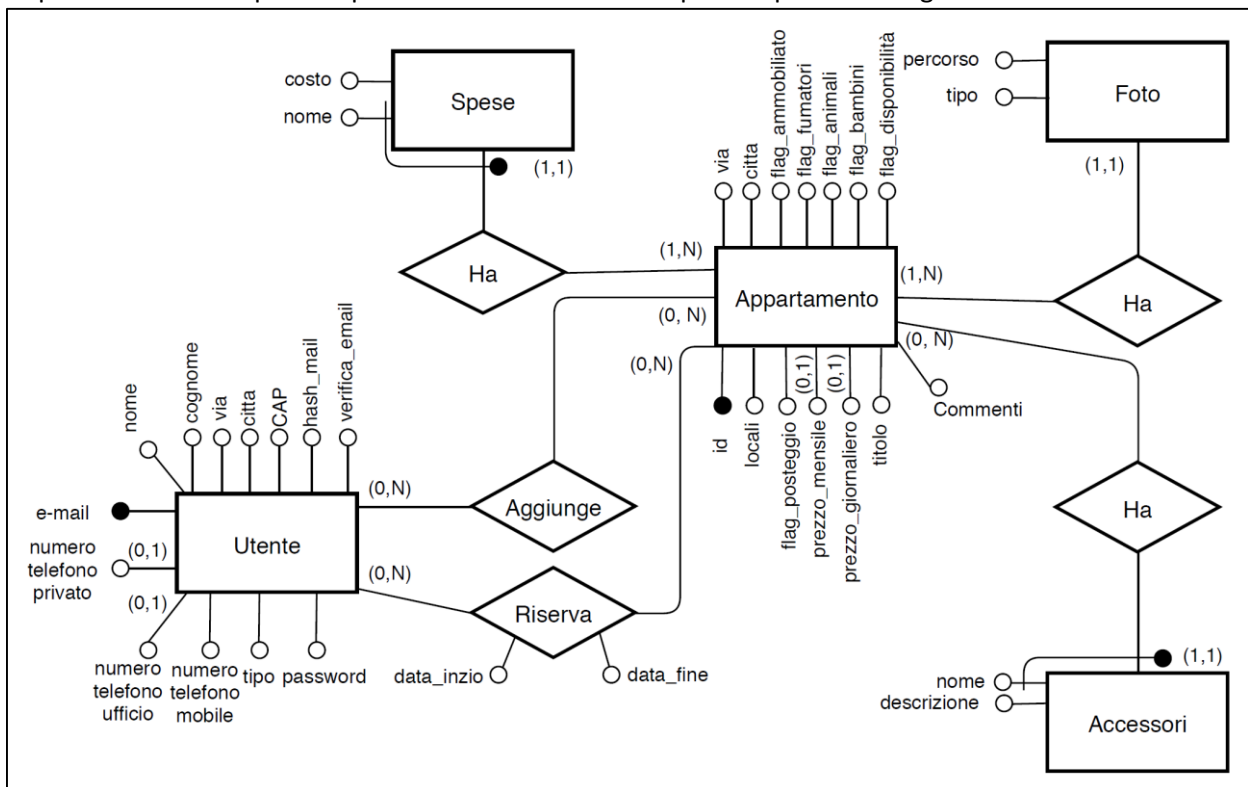 costo
nome
Spese
(1,1)
Ha
(1,N)
via
citta
flag_ammobiliato
flag_fumatori
flag_animali
flag_bambini
flag_disponibilità
percorso
tipo
Foto
(1,1)
Ha
(1,N)
Appartamento
(0, N)
(0,N)
(0, N)
id
locali
flag_posteggio
(0,1)
prezzo_mensile
(0,1)
prezzo_giornaliero
titolo
Commenti
nome
cognome
via
citta
CAP
hash_mail
verifica_email
e-mail
numero
telefono
privato
(0,1)
(0,1)
Utente
(0,N)
(0,N)
Aggiunge
Riserva
data_inzio
data_fine
numero
telefono
ufficio
numero
telefono
mobile
tipo
password
Ha
(1,1)
nome
descrizione
Accessori